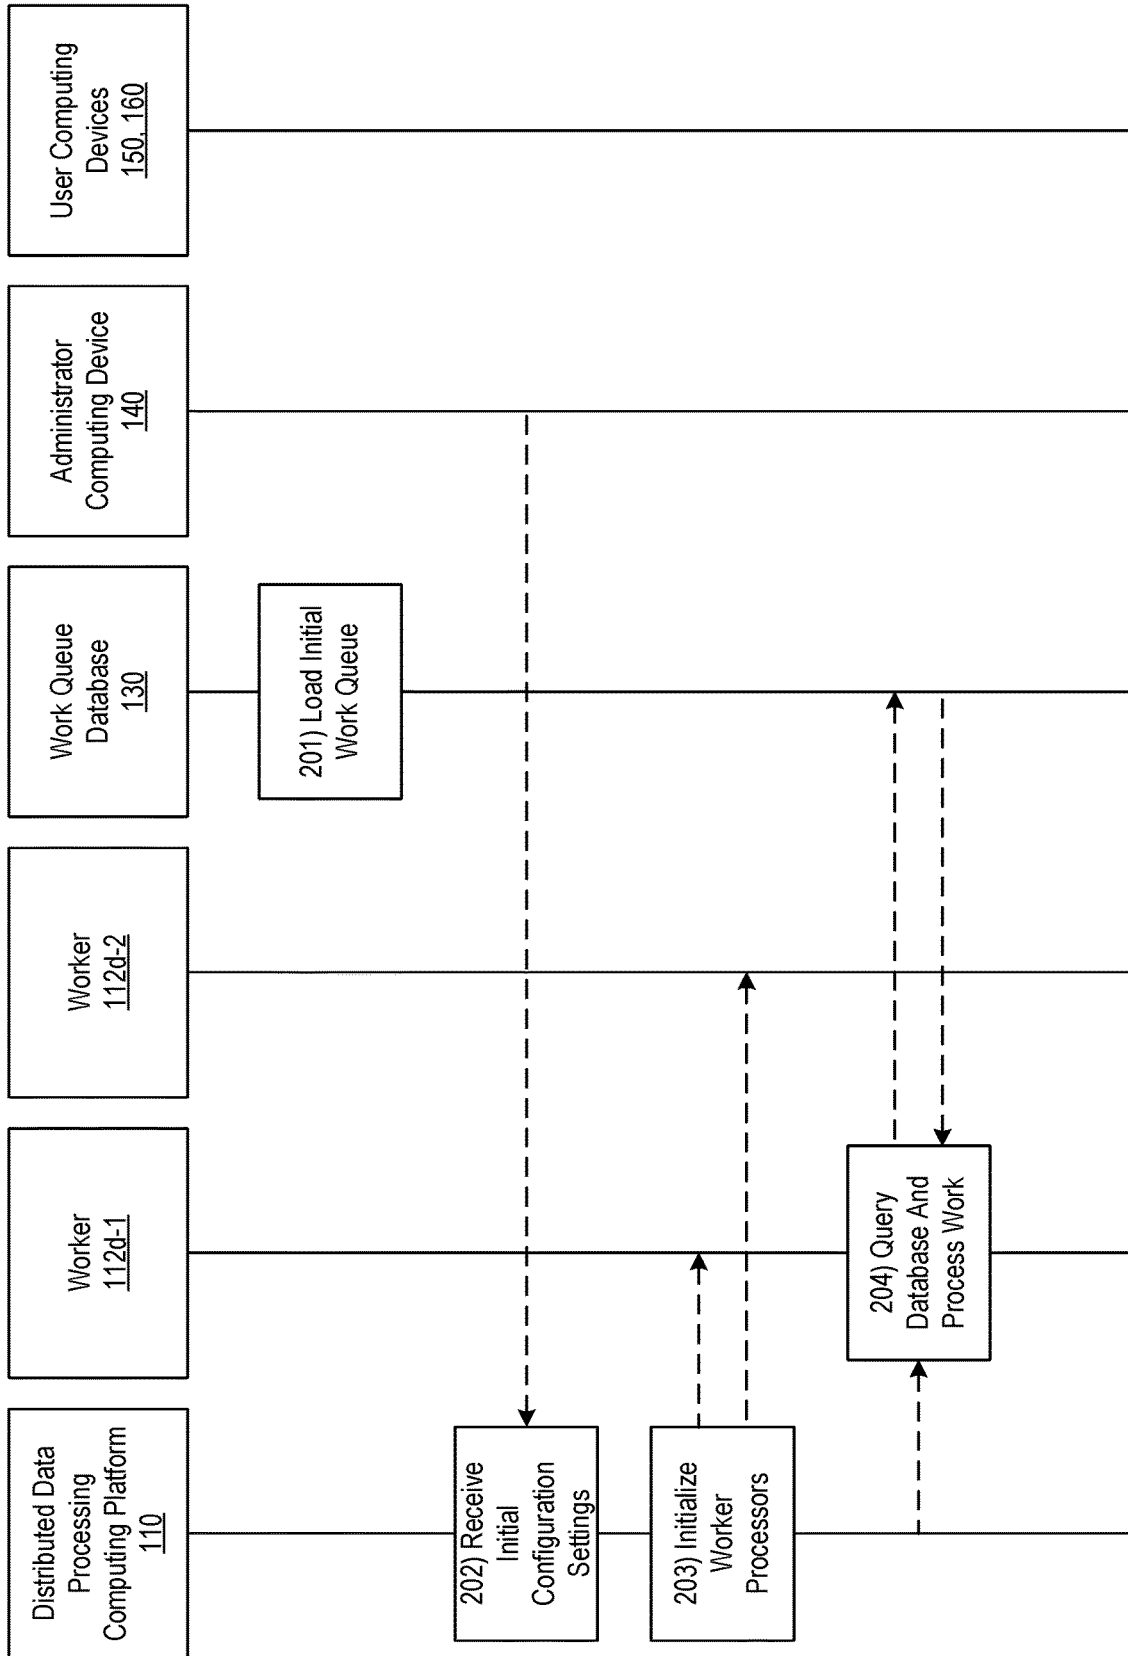 Distributed Data
Processing
Computing Platform
110
Worker
112d-1
Worker
112d-2
Work Queue
Database
130
Administrator
Computing Device
140
User Computing
Devices
150, 160
201) Load Initial
Work Queue
202) Receive
Initial
Configuration
Settings
203) Initialize
Worker
Processors
204) Query
Database And
Process Work